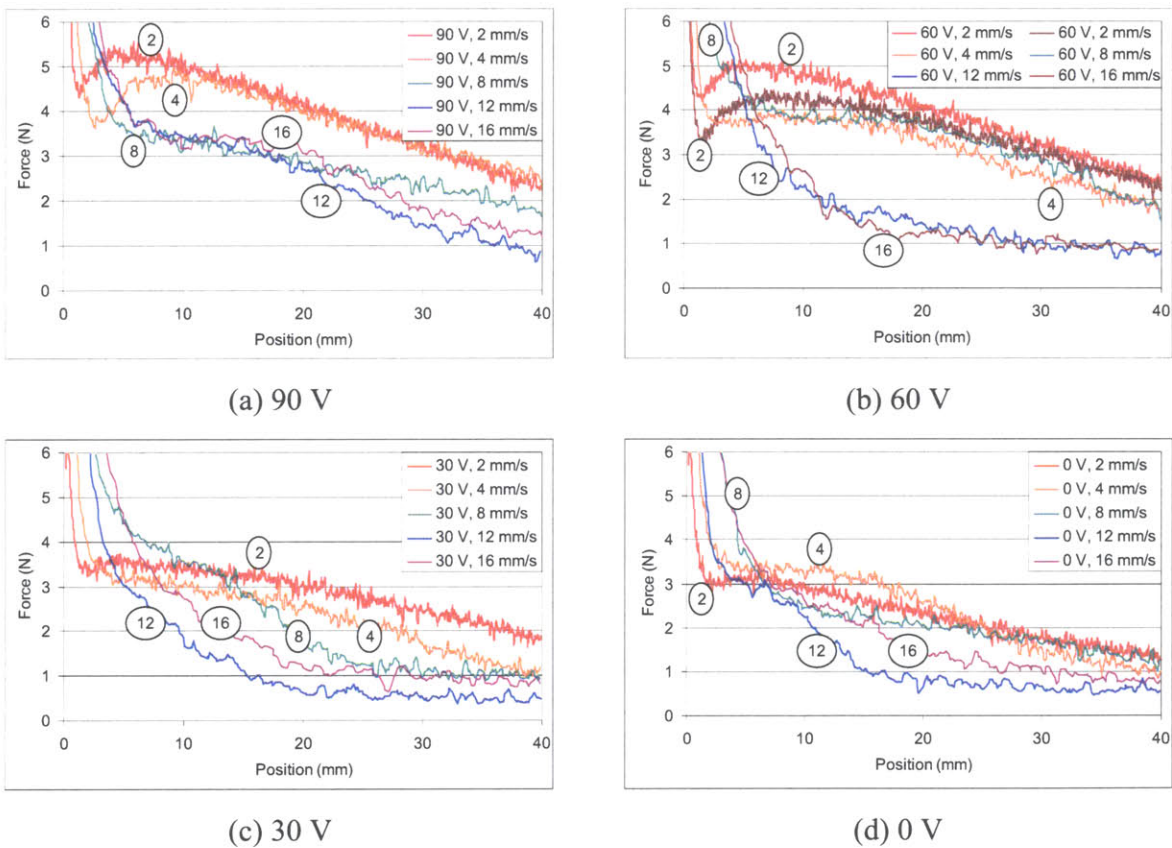 6
5
4
3
2
1
0
Force (N)
2
4
8
16
12
90 V, 2 mm/s
90 V, 4 mm/s
90 V, 8 mm/s
90 V, 12 mm/s
90 V, 16 mm/s
0 10 20 30 40
Position (mm)
(a) 90 V
6
5
4
3
2
1
0
Force (N)
8
2
2
12
16
4
60 V, 2 mm/s 60 V, 2 mm/s
60 V, 4 mm/s 60 V, 8 mm/s
60 V, 12 mm/s 60 V, 16 mm/s
0 10 20 30 40
Position (mm)
(b) 60 V
6
5
4
3
2
1
0
Force (N)
2
12
16
8
4
30 V, 2 mm/s
30 V, 4 mm/s
30 V, 8 mm/s
30 V, 12 mm/s
30 V, 16 mm/s
0 10 20 30 40
Position (mm)
(c) 30 V
6
5
4
3
2
1
0
Force (N)
8
4
2
12
16
0 V, 2 mm/s
0 V, 4 mm/s
0 V, 8 mm/s
0 V, 12 mm/s
0 V, 16 mm/s
0 10 20 30 40
Position (mm)
(d) 0 V